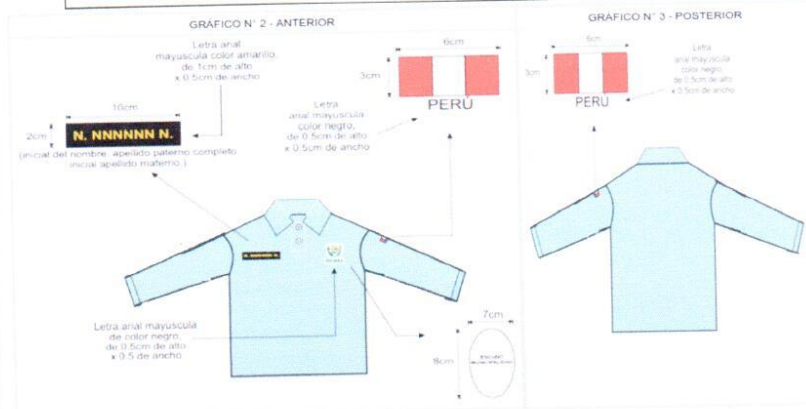 GRÁFICO N° 2 - ANTERIOR
Letra arial
mayuscula color amarillo,
de 1cm de alto
x 0.5cm de ancho
10cm
2cm
N. NNNNNN N.
(inicial del nombre, apellido paterno completo
inicial apellido materno.)
6cm
3cm
PERÚ
Letra
arial mayuscula
color negro,
de 0.5cm de alto
x 0.5cm de ancho
N. NNNNNN N.
Letra arial mayuscula
de color negro,
de 0.5cm de alto
x 0.5 de ancho
7cm
8cm
GRÁFICO N° 3 - POSTERIOR
6cm
3cm
PERÚ
Letra
arial mayuscula
color negro,
de 0.5cm de alto
x 0.5cm de ancho